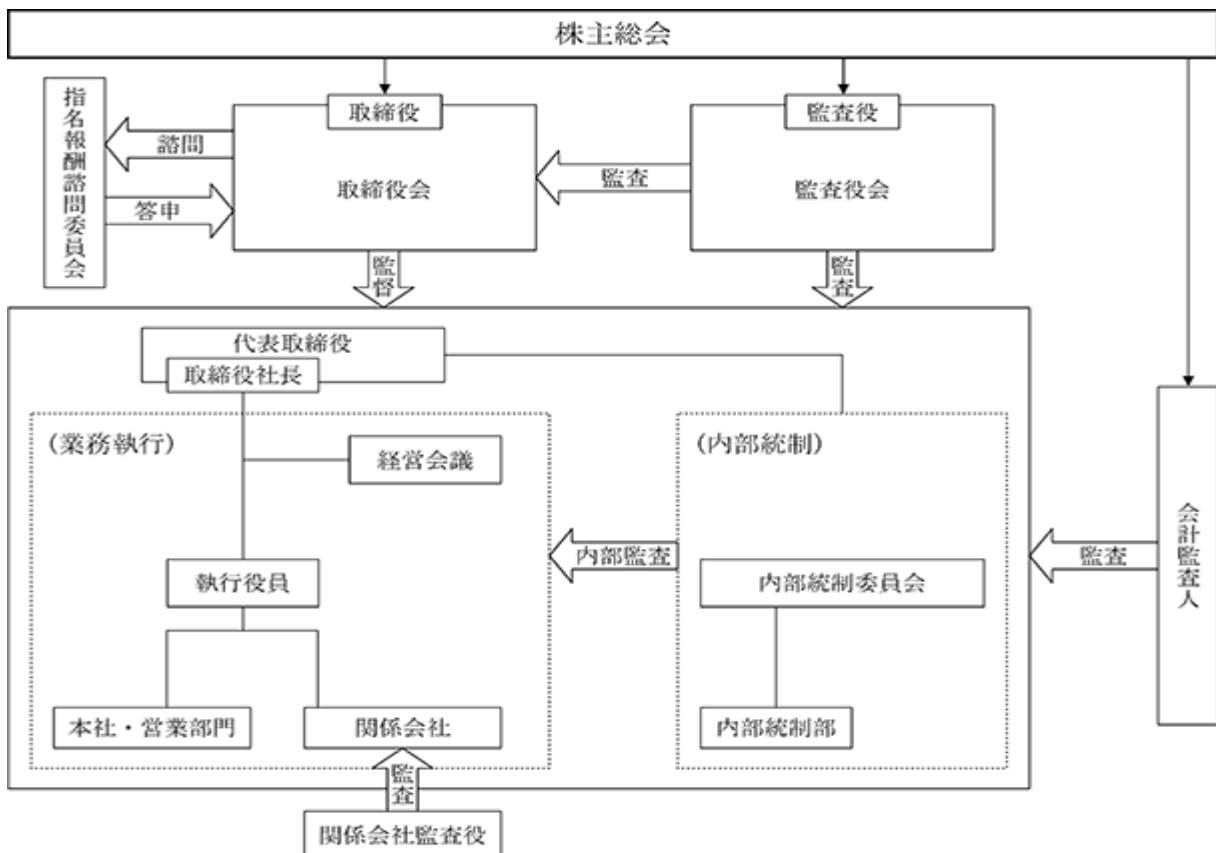 株主総会
指名報酬諮問委員会
取締役
監査役
諮問
取締役会
監査
監査役会
答申
監督
監査
代表取締役
取締役社長
(業務執行)
(内部統制)
経営会議
会計監査人
内部監査
監査
執行役員
内部統制委員会
本社・営業部門
関係会社
内部統制部
監査
関係会社監査役